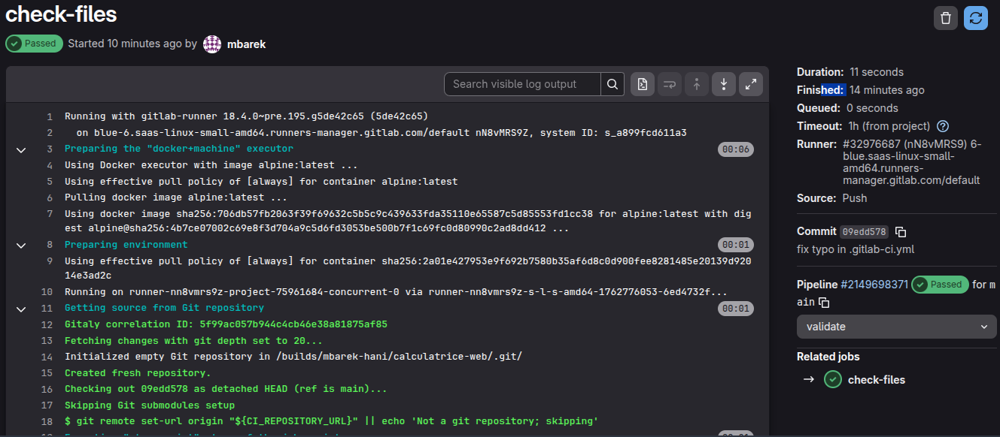 check-files
Passed Started 10 minutes ago by mbarek
Search visible log output
1 Running with gitlab-runner 18.4.0~pre.195.g5de42c65 (5de42c65)
2 on blue-6.saas-linux-small-amd64.runners-manager.gitlab.com/default nN8vMRS9Z, system ID: s_a899fcd611a3
3 Preparing the "docker+machine" executor 00:06
4 Using Docker executor with image alpine:latest ...
5 Using effective pull policy of [always] for container alpine:latest
6 Pulling docker image alpine:latest ...
7 Using docker image sha256:706db57fb2063f39f69632c5b5c9c439633fda35110e65587c5d85553fd1cc38 for alpine:latest with dig
est alpine@sha256:4b7ce07002c69e8f3d704a9c5d6fd3053be500b7f1c69fc0d80990c2ad8dd412 ...
8 Preparing environment 00:01
9 Using effective pull policy of [always] for container sha256:2a01e427953e9f692b7580b35af6d8c0d900fee8281485e20139d920
14e3ad2c
10 Running on runner-nn8vmrs9z-project-75961684-concurrent-0 via runner-nn8vmrs9z-s-l-s-amd64-1762776053-6ed4732f...
11 Getting source from Git repository 00:01
12 Gitaly correlation ID: 5f99ac057b944c4cb46e38a81875af85
13 Fetching changes with git depth set to 20...
14 Initialized empty Git repository in /builds/mbarek-hani/calculatrice-web/.git/
15 Created fresh repository.
16 Checking out 09edd578 as detached HEAD (ref is main)...
17 Skipping Git submodules setup
18 $ git remote set-url origin "${CI_REPOSITORY_URL}" || echo 'Not a git repository; skipping'
Duration: 11 seconds
Finished: 14 minutes ago
Queued: 0 seconds
Timeout: 1h (from project)
Runner: #32976687 (nN8vMRS9) 6-
blue.saas-linux-small-
amd64.runners-
manager.gitlab.com/default
Source: Push
Commit 09edd578
fix typo in .gitlab-ci.yml
Pipeline #2149698371 Passed for m
ain
validate
Related jobs
check-files